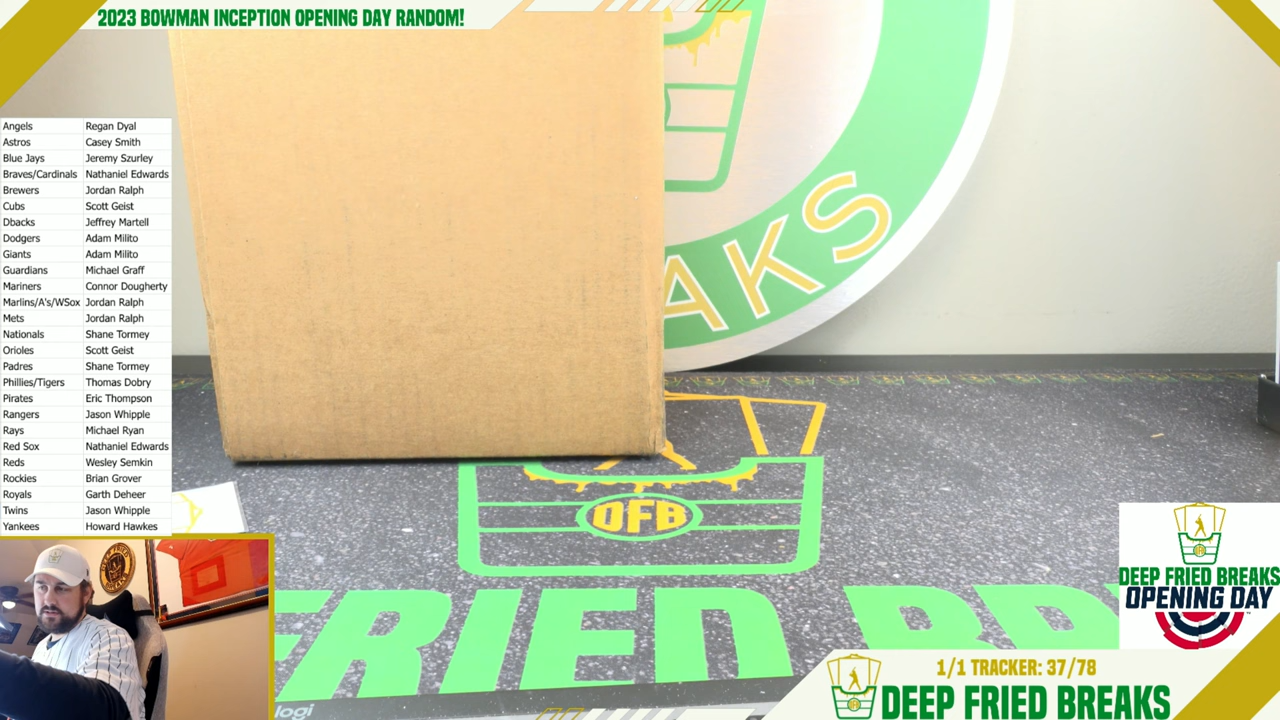 2023 BOWMAN INCEPTION OPENING DAY RANDOM!
Angels Regan Dyal
Astros Casey Smith
Blue Jays Jeremy Szurley
Braves/Cardinals Nathaniel Edwards
Brewers Jordan Ralph
Cubs Scott Geist
Dbacks Jeffrey Martell
Dodgers Adam Milito
Giants Adam Milito
Guardians Michael Graff
Mariners Connor Dougherty
Marlins/A's/WSox Jordan Ralph
Mets Jordan Ralph
Nationals Shane Tormey
Orioles Scott Geist
Padres Shane Tormey
Phillies/Tigers Thomas Dobry
Pirates Eric Thompson
Rangers Jason Whipple
Rays Michael Ryan
Red Sox Nathaniel Edwards
Reds Wesley Semkin
Rockies Brian Grover
Royals Garth Deheer
Twins Jason Whipple
Yankees Howard Hawkes
AKS
DFB
FRIED BR
logi
DEEP FRIED BREAKS
OPENING DAY
1/1 TRACKER: 37/78
DEEP FRIED BREAKS